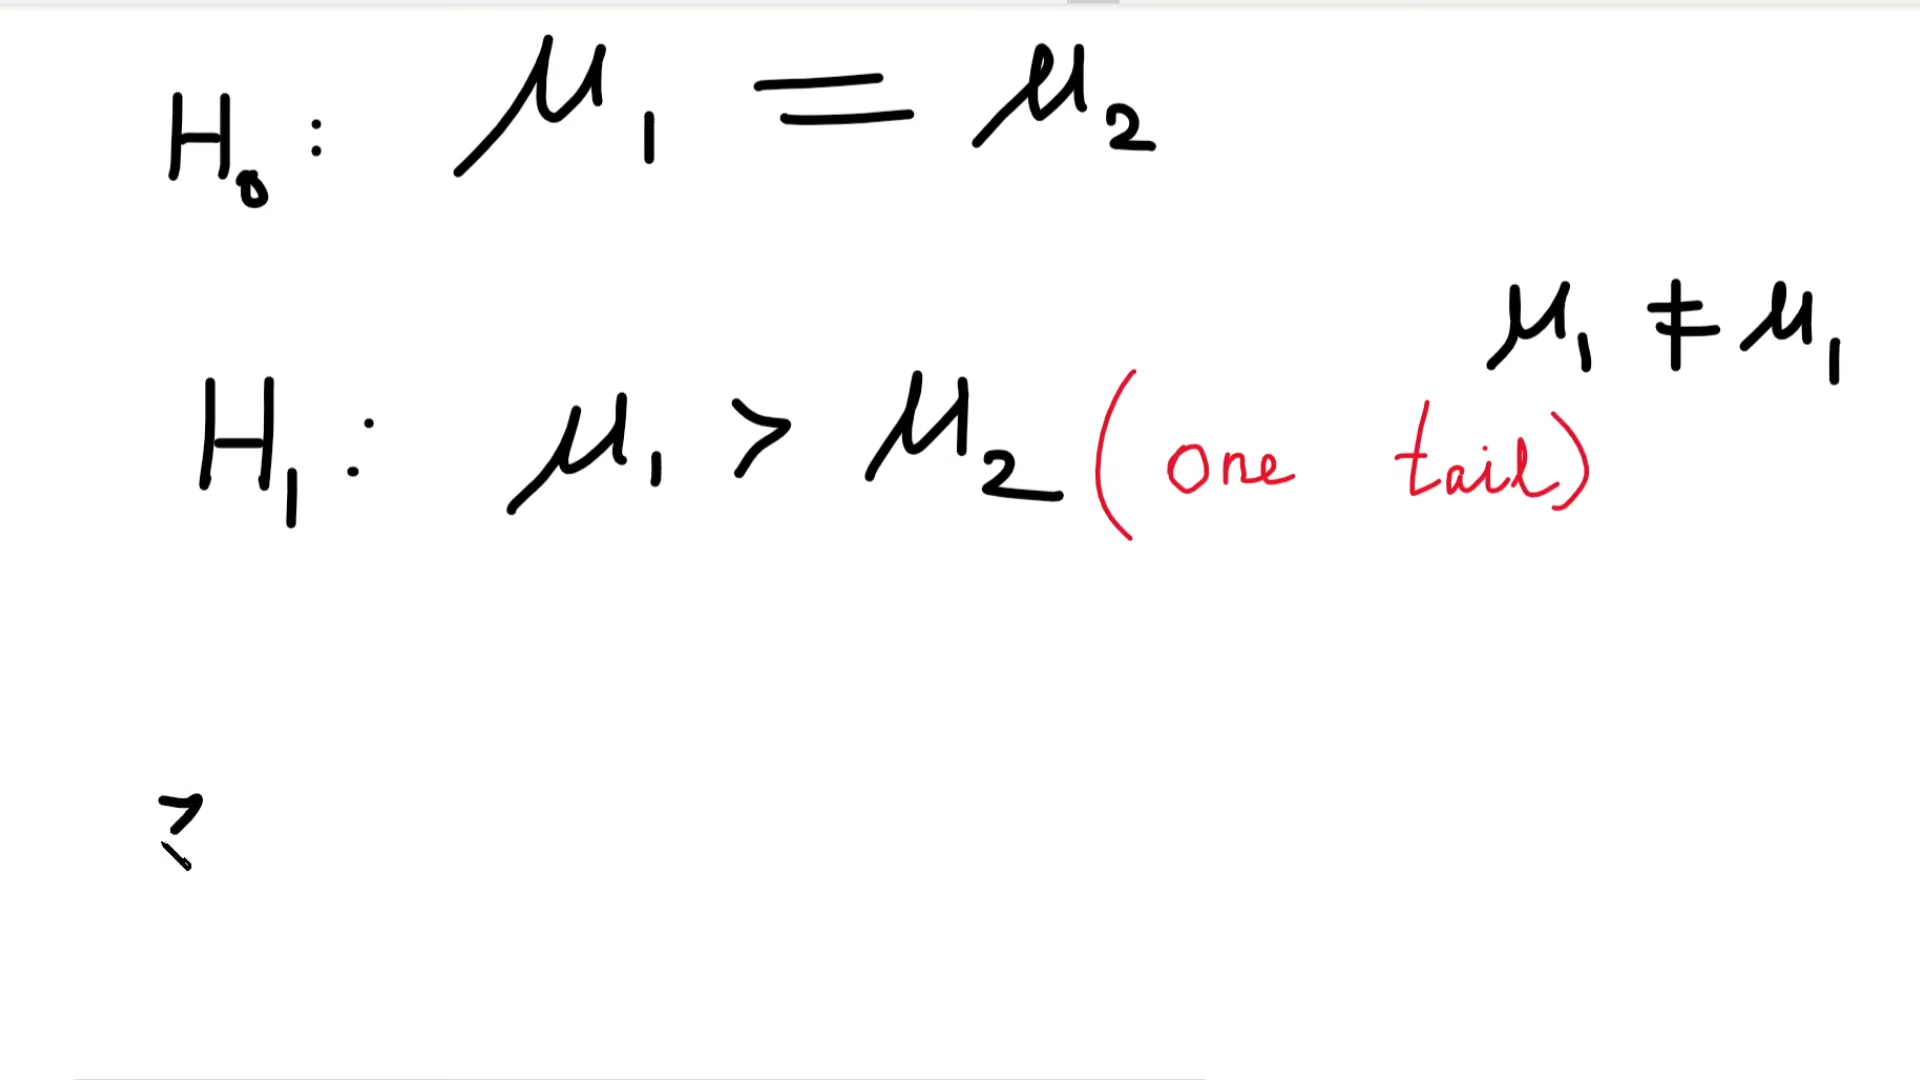 H₀ : μ₁ = μ₂
μ₁ ≠ μ₁
H₁ : μ₁ > μ₂ (one tail)